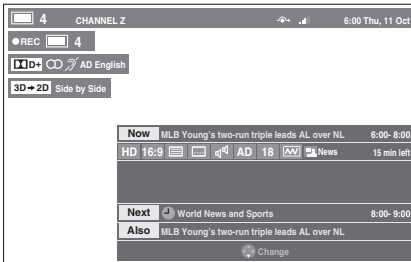 4 CHANNEL Z 6:00 Thu, 11 Oct
REC 4
D+ AD English
3D→2D Side by Side
Now MLB Young's two-run triple leads AL over NL 6:00- 8:00
HD 16:9 AD 18 News 15 min left
Next World News and Sports 8:00- 9:00
Also MLB Young's two-run triple leads AL over NL
Change